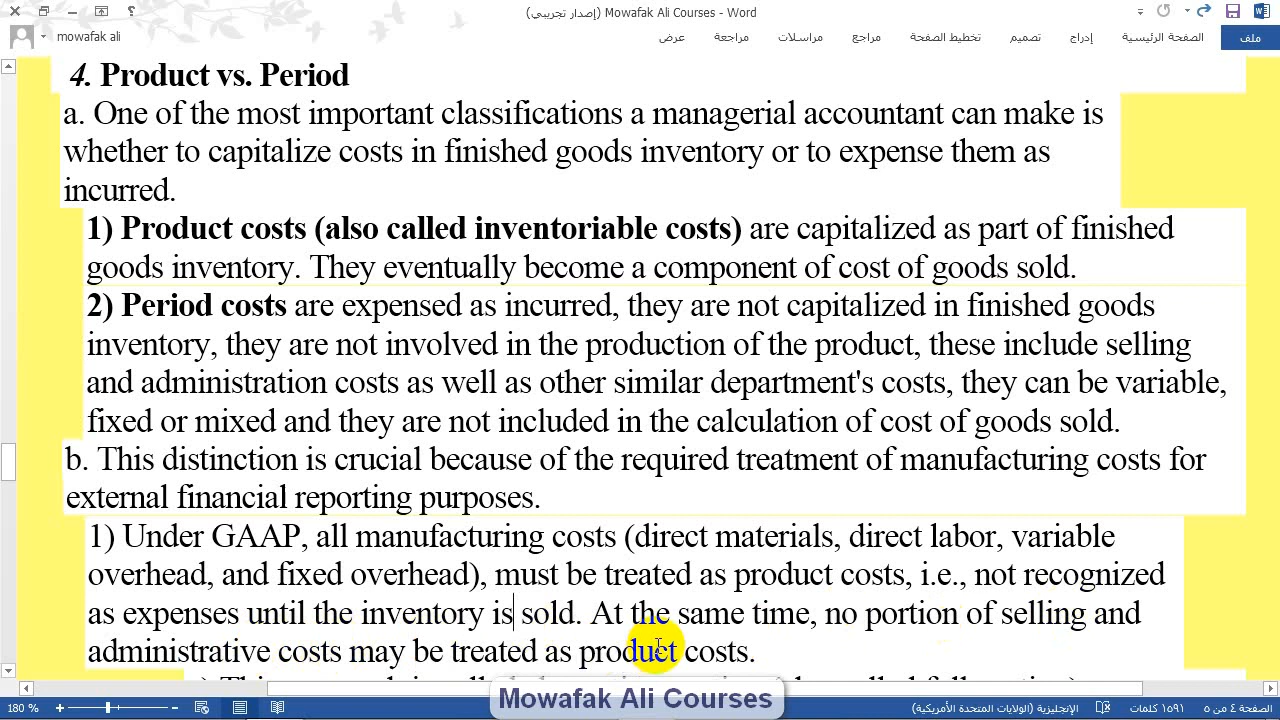 Mowafak Ali Courses - Word (إصدار تجريبي)
mowafak ali
ملف
الصفحة الرئيسية
إدراج
تصميم
تخطيط الصفحة
مراجع
مراسلات
مراجعة
عرض
4. Product vs. Period
a. One of the most important classifications a managerial accountant can make is
whether to capitalize costs in finished goods inventory or to expense them as
incurred.
1) Product costs (also called inventoriable costs) are capitalized as part of finished
goods inventory. They eventually become a component of cost of goods sold.
2) Period costs are expensed as incurred, they are not capitalized in finished goods
inventory, they are not involved in the production of the product, these include selling
and administration costs as well as other similar department's costs, they can be variable,
fixed or mixed and they are not included in the calculation of cost of goods sold.
b. This distinction is crucial because of the required treatment of manufacturing costs for
external financial reporting purposes.
1) Under GAAP, all manufacturing costs (direct materials, direct labor, variable
overhead, and fixed overhead), must be treated as product costs, i.e., not recognized
as expenses until the inventory is sold. At the same time, no portion of selling and
administrative costs may be treated as product costs.
Mowafak Ali Courses
180 %
الإنجليزية (الولايات المتحدة الأمريكية)
١٥٩١ كلمات
الصفحة ٤ من ٥